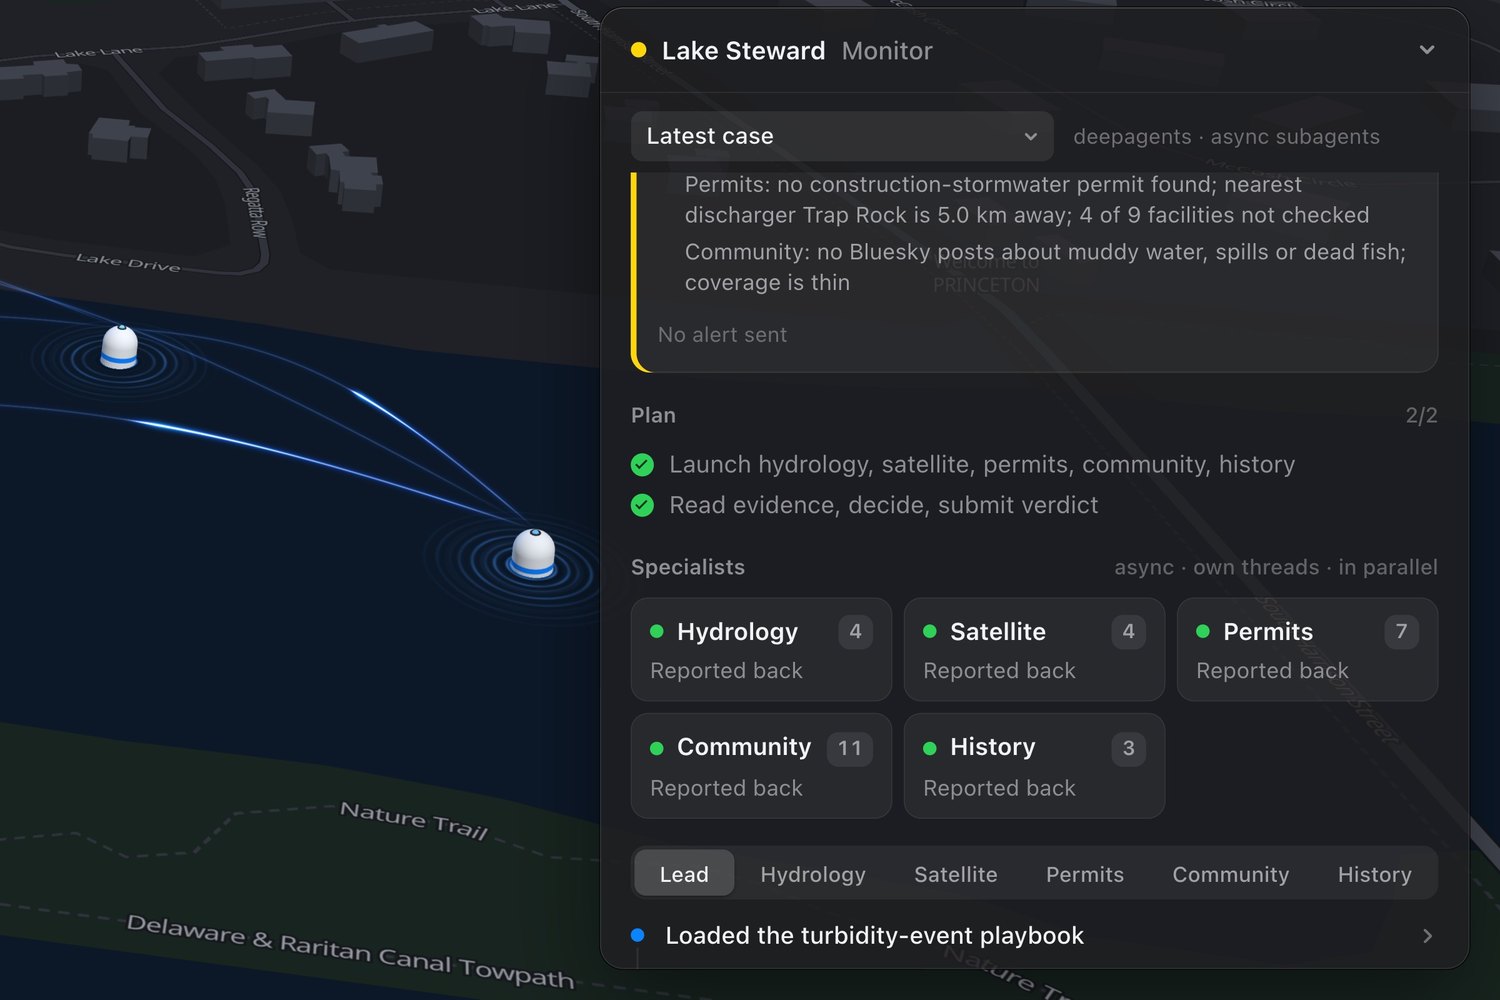 Lake Lane
Lake Lane
Regatta Row
Lake Drive
Lake Steward Monitor
Latest case
deepagents · async subagents
Permits: no construction-stormwater permit found; nearest
discharger Trap Rock is 5.0 km away; 4 of 9 facilities not checked
Community: no Bluesky posts about muddy water, spills or dead fish;
coverage is thin
Welcome to
PRINCETON
No alert sent
Plan
2/2
Launch hydrology, satellite, permits, community, history
Read evidence, decide, submit verdict
Specialists
async · own threads · in parallel
Hydrology 4
Reported back
Satellite 4
Reported back
Permits 7
Reported back
Community 11
Reported back
History 3
Reported back
Lead
Hydrology
Satellite
Permits
Community
History
Loaded the turbidity-event playbook
Nature Trail
Delaware & Raritan Canal Towpath
Nature